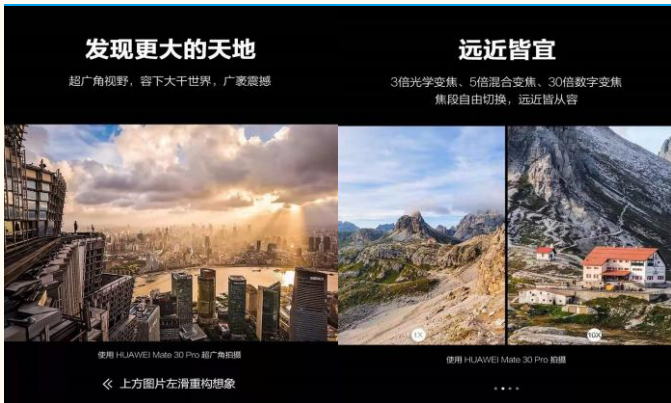 发现更大的天地
超广角视野，容下大千世界，广袤震撼
使用 HUAWEI Mate 30 Pro 超广角拍摄
上方图片左滑重构想象
远近皆宜
3倍光学变焦、5倍混合变焦、30倍数字变焦
焦段自由切换，远近皆从容
1X
10X
使用 HUAWEI Mate 30 Pro 拍摄